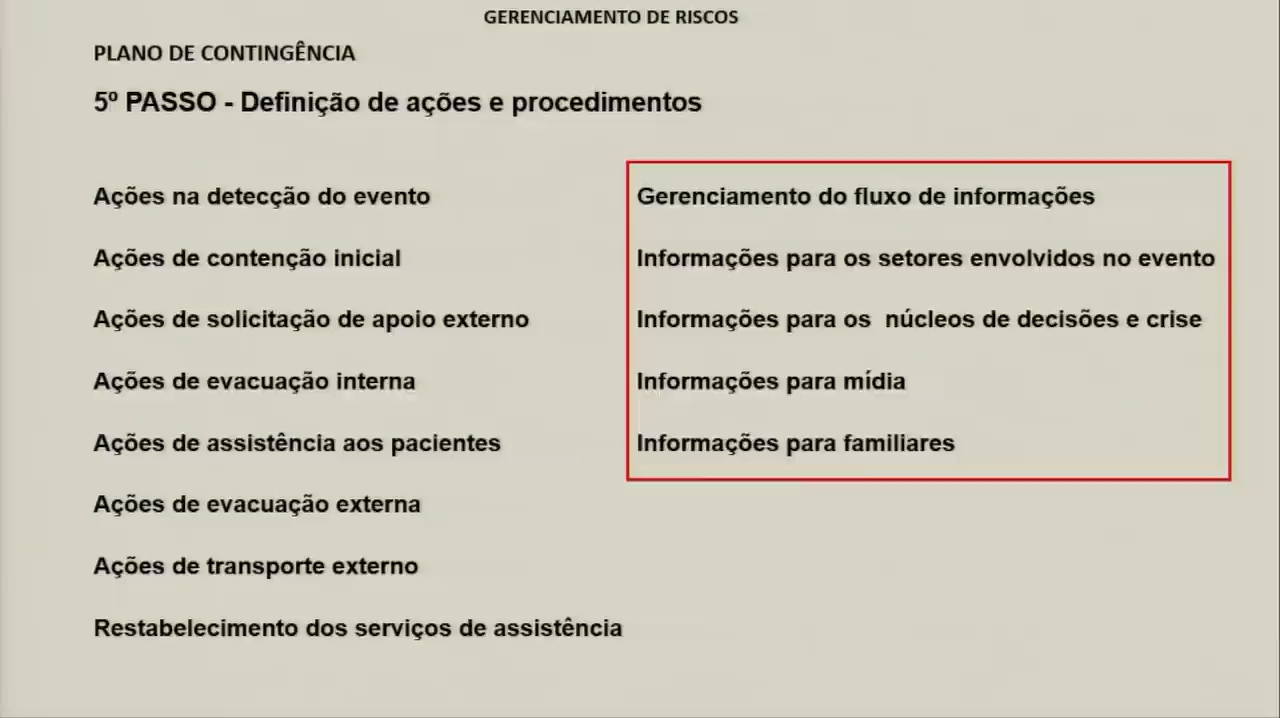 GERENCIAMENTO DE RISCOS
PLANO DE CONTINGÊNCIA
5º PASSO - Definição de ações e procedimentos
Ações na detecção do evento
Ações de contenção inicial
Ações de solicitação de apoio externo
Ações de evacuação interna
Ações de assistência aos pacientes
Ações de evacuação externa
Ações de transporte externo
Restabelecimento dos serviços de assistência
Gerenciamento do fluxo de informações
Informações para os setores envolvidos no evento
Informações para os núcleos de decisões e crise
Informações para mídia
Informações para familiares